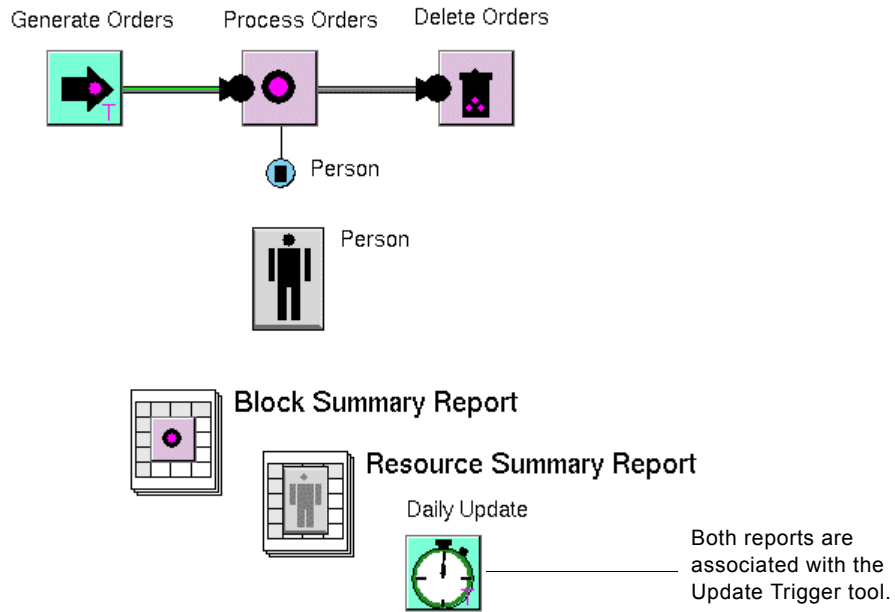 Generate Orders
Process Orders
Delete Orders
T
Person
Person
Block Summary Report
Resource Summary Report
Daily Update
T
Both reports are
associated with the
Update Trigger tool.